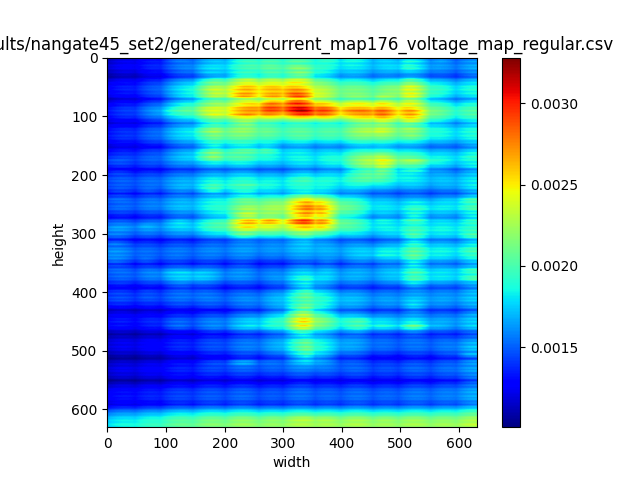 ults/nangate45_set2/generated/current_map176_voltage_map_regular.csv
0
100
200
300
400
500
600
height
0 100 200 300 400 500 600
width
0.0030
0.0025
0.0020
0.0015